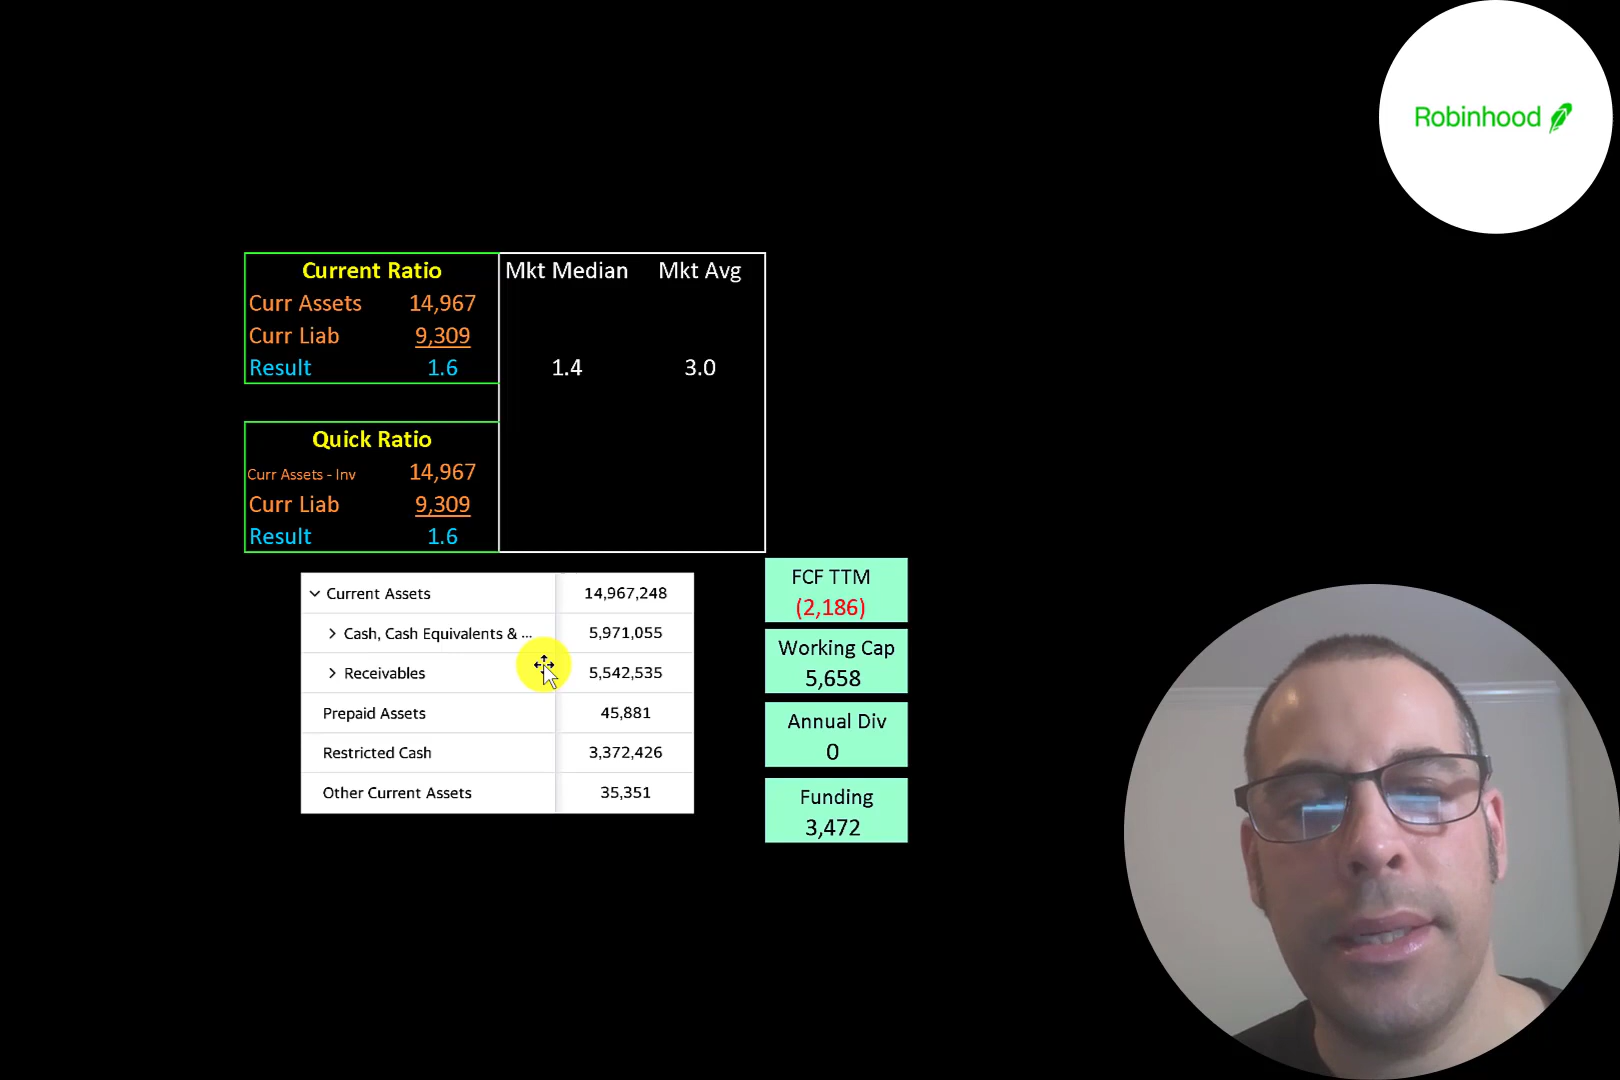 Robinhood
Current Ratio Mkt Median Mkt Avg
Curr Assets 14,967
Curr Liab 9,309
Result 1.6 1.4 3.0
Quick Ratio
Curr Assets - Inv 14,967
Curr Liab 9,309
Result 1.6
Current Assets 14,967,248
Cash, Cash Equivalents & ... 5,971,055
Receivables 5,542,535
Prepaid Assets 45,881
Restricted Cash 3,372,426
Other Current Assets 35,351
FCF TTM
(2,186)
Working Cap
5,658
Annual Div
0
Funding
3,472